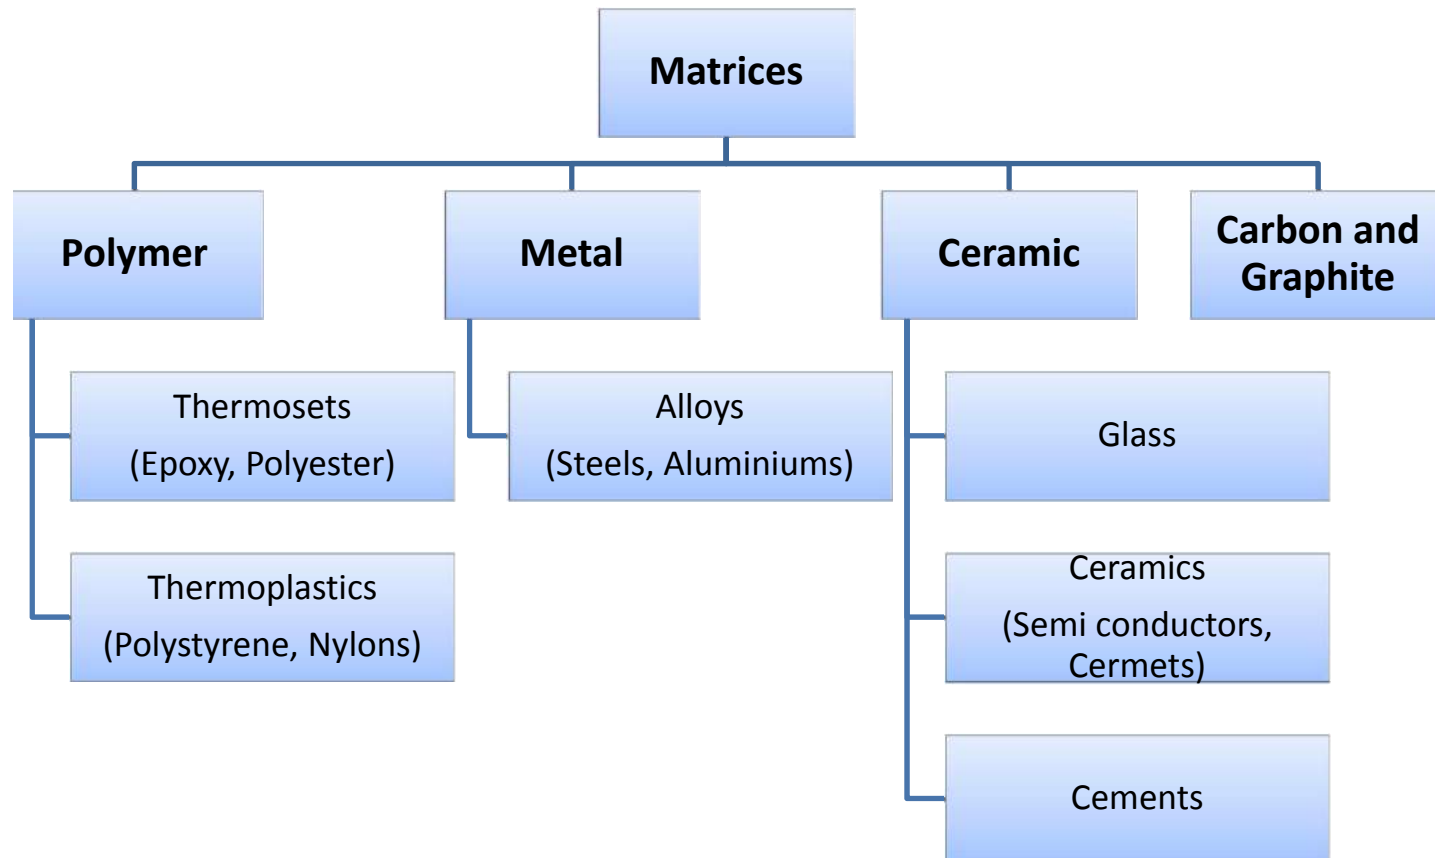 Matrices
Polymer
Metal
Ceramic
Carbon and
Graphite
Thermosets
(Epoxy, Polyester)
Alloys
(Steels, Aluminiums)
Glass
Thermoplastics
(Polystyrene, Nylons)
Ceramics
(Semi conductors,
Cermets)
Cements